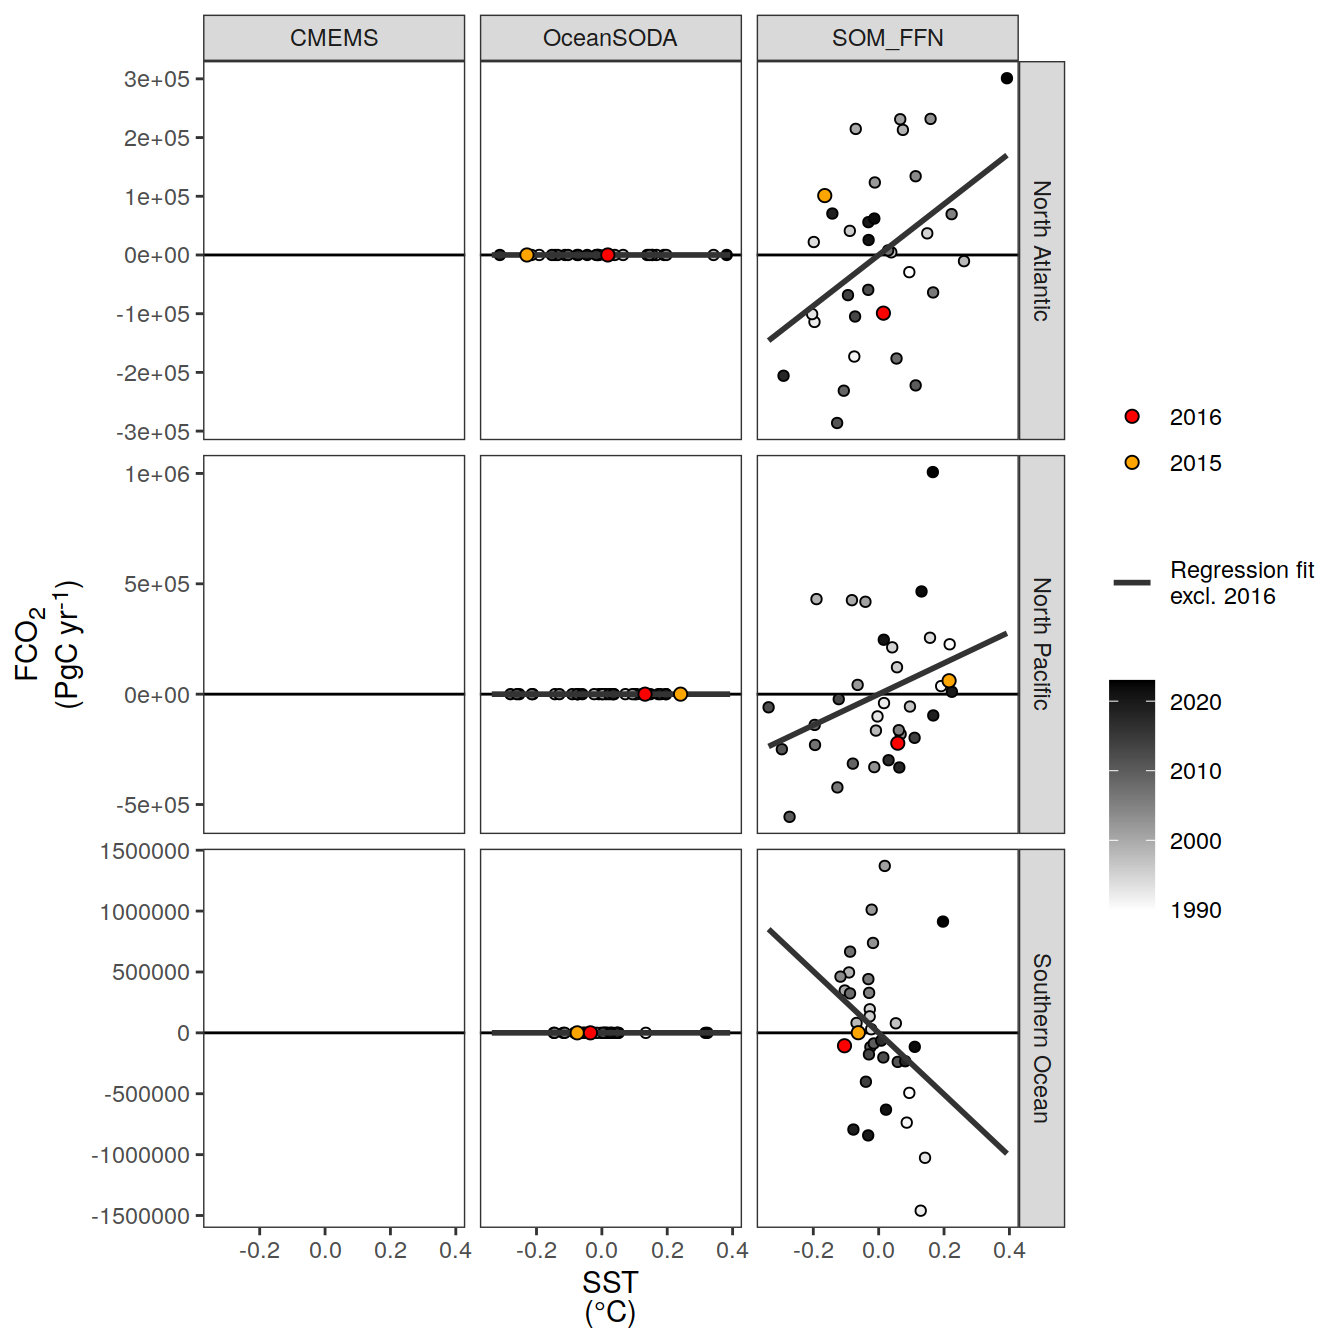 CMEMS
OceanSODA
SOM_FFN
3e+05
2e+05
1e+05
0e+00
-1e+05
-2e+05
-3e+05
North Atlantic
1e+06
5e+05
0e+00
-5e+05
North Pacific
1500000
1000000
500000
0
-500000
-1000000
-1500000
Southern Ocean
FCO2
(PgC yr-1)
-0.2 0.0 0.2 0.4
-0.2 0.0 0.2 0.4
-0.2 0.0 0.2 0.4
SST
(°C)
2016
2015
Regression fit
excl. 2016
2020
2010
2000
1990